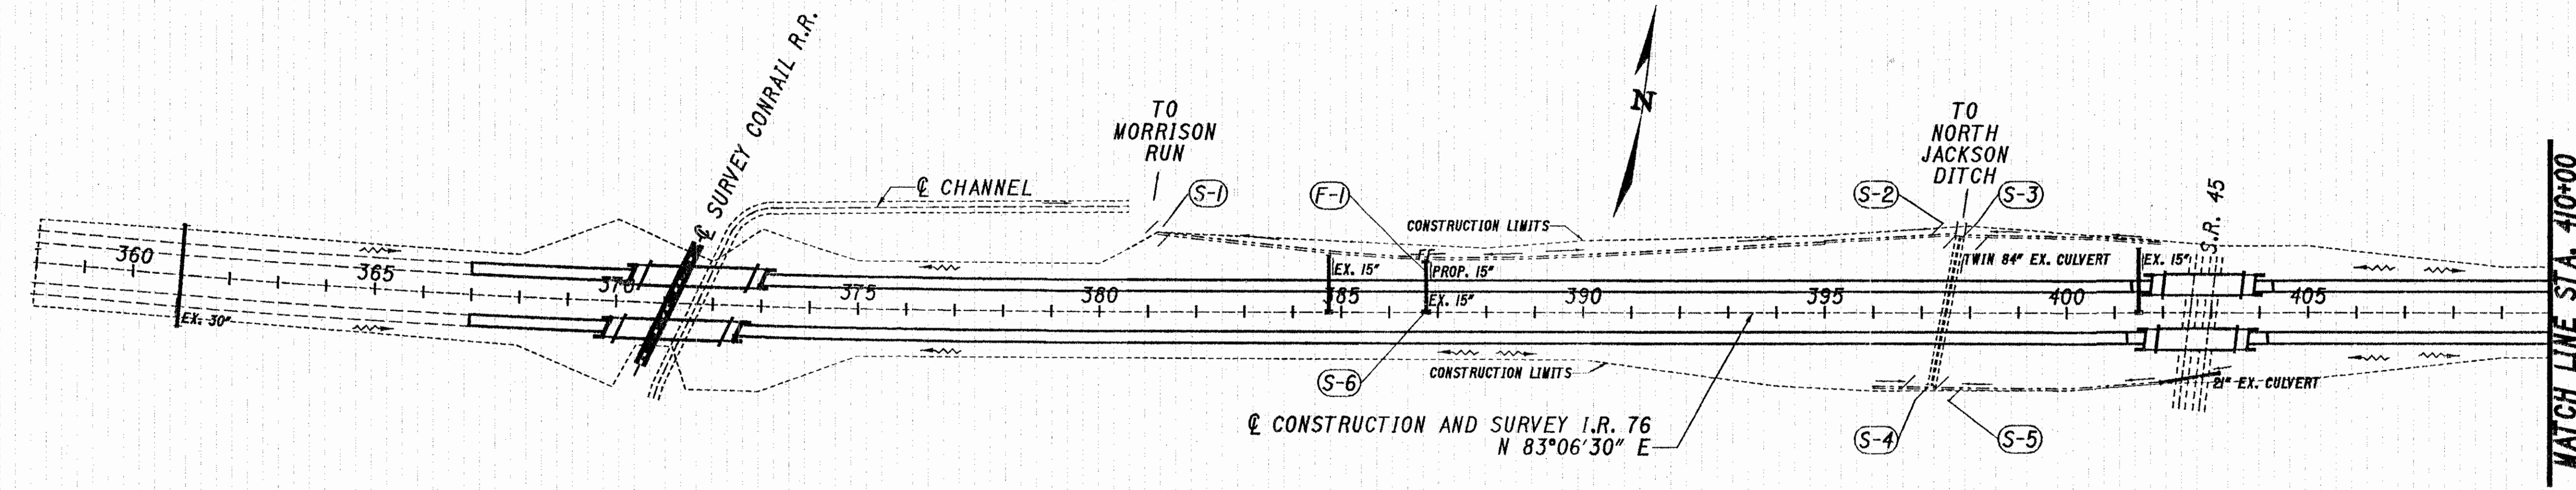 ℄ SURVEY CONRAIL R.R.
TO
MORRISON
RUN
N
TO
NORTH
JACKSON
DITCH
℄ CHANNEL
S-1
F-1
CONSTRUCTION LIMITS
S-2
S-3
S.R. 45
MATCH LINE STA. 410+00
EX. 15"
PROP. 15"
EX. 15"
TWIN 84" EX. CULVERT
EX. 15"
360
365
370
375
380
385
390
395
400
405
EX. 30"
S-6
CONSTRUCTION LIMITS
21" EX. CULVERT
℄ CONSTRUCTION AND SURVEY I.R. 76
N 83°06'30" E
S-4
S-5